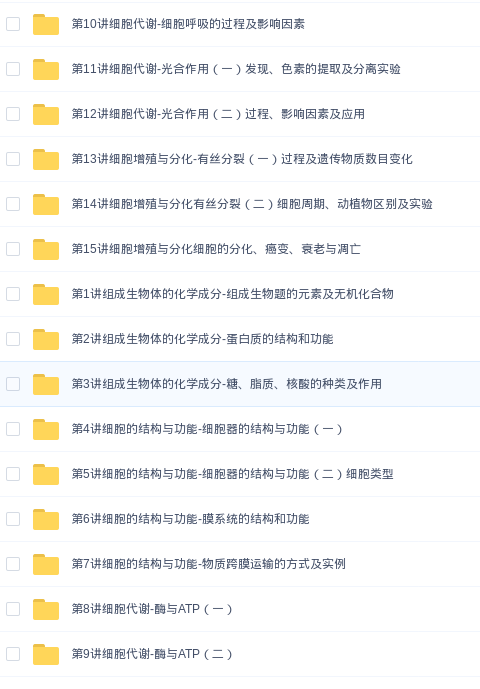 第10讲细胞代谢-细胞呼吸的过程及影响因素
第11讲细胞代谢-光合作用（一）发现、色素的提取及分离实验
第12讲细胞代谢-光合作用（二）过程、影响因素及应用
第13讲细胞增殖与分化-有丝分裂（一）过程及遗传物质数目变化
第14讲细胞增殖与分化有丝分裂（二）细胞周期、动植物区别及实验
第15讲细胞增殖与分化细胞的分化、癌变、衰老与凋亡
第1讲组成生物体的化学成分-组成生物题的元素及无机化合物
第2讲组成生物体的化学成分-蛋白质的结构和功能
第3讲组成生物体的化学成分-糖、脂质、核酸的种类及作用
第4讲细胞的结构与功能-细胞器的结构与功能（一）
第5讲细胞的结构与功能-细胞器的结构与功能（二）细胞类型
第6讲细胞的结构与功能-膜系统的结构和功能
第7讲细胞的结构与功能-物质跨膜运输的方式及实例
第8讲细胞代谢-酶与ATP（一）
第9讲细胞代谢-酶与ATP（二）